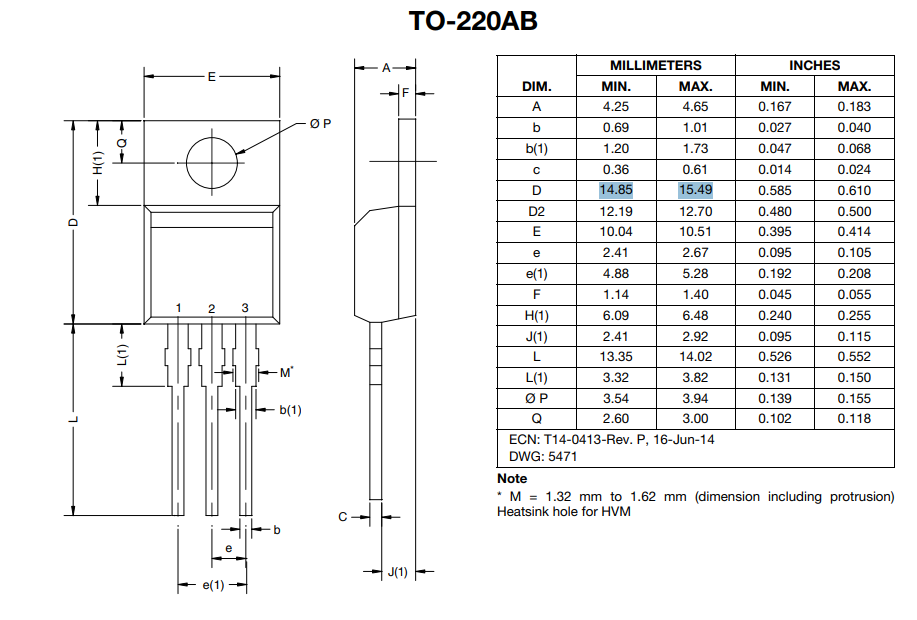 TO-220AB
A
E
F
Ø P
Q
H(1)
D
1 2 3
L(1)
M*
b(1)
L
C
b
e
J(1)
e(1)
MILLIMETERS INCHES
DIM. MIN. MAX. MIN. MAX.
A 4.25 4.65 0.167 0.183
b 0.69 1.01 0.027 0.040
b(1) 1.20 1.73 0.047 0.068
c 0.36 0.61 0.014 0.024
D 14.85 15.49 0.585 0.610
D2 12.19 12.70 0.480 0.500
E 10.04 10.51 0.395 0.414
e 2.41 2.67 0.095 0.105
e(1) 4.88 5.28 0.192 0.208
F 1.14 1.40 0.045 0.055
H(1) 6.09 6.48 0.240 0.255
J(1) 2.41 2.92 0.095 0.115
L 13.35 14.02 0.526 0.552
L(1) 3.32 3.82 0.131 0.150
Ø P 3.54 3.94 0.139 0.155
Q 2.60 3.00 0.102 0.118
ECN: T14-0413-Rev. P, 16-Jun-14
DWG: 5471
Note
* M = 1.32 mm to 1.62 mm (dimension including protrusion)
Heatsink hole for HVM